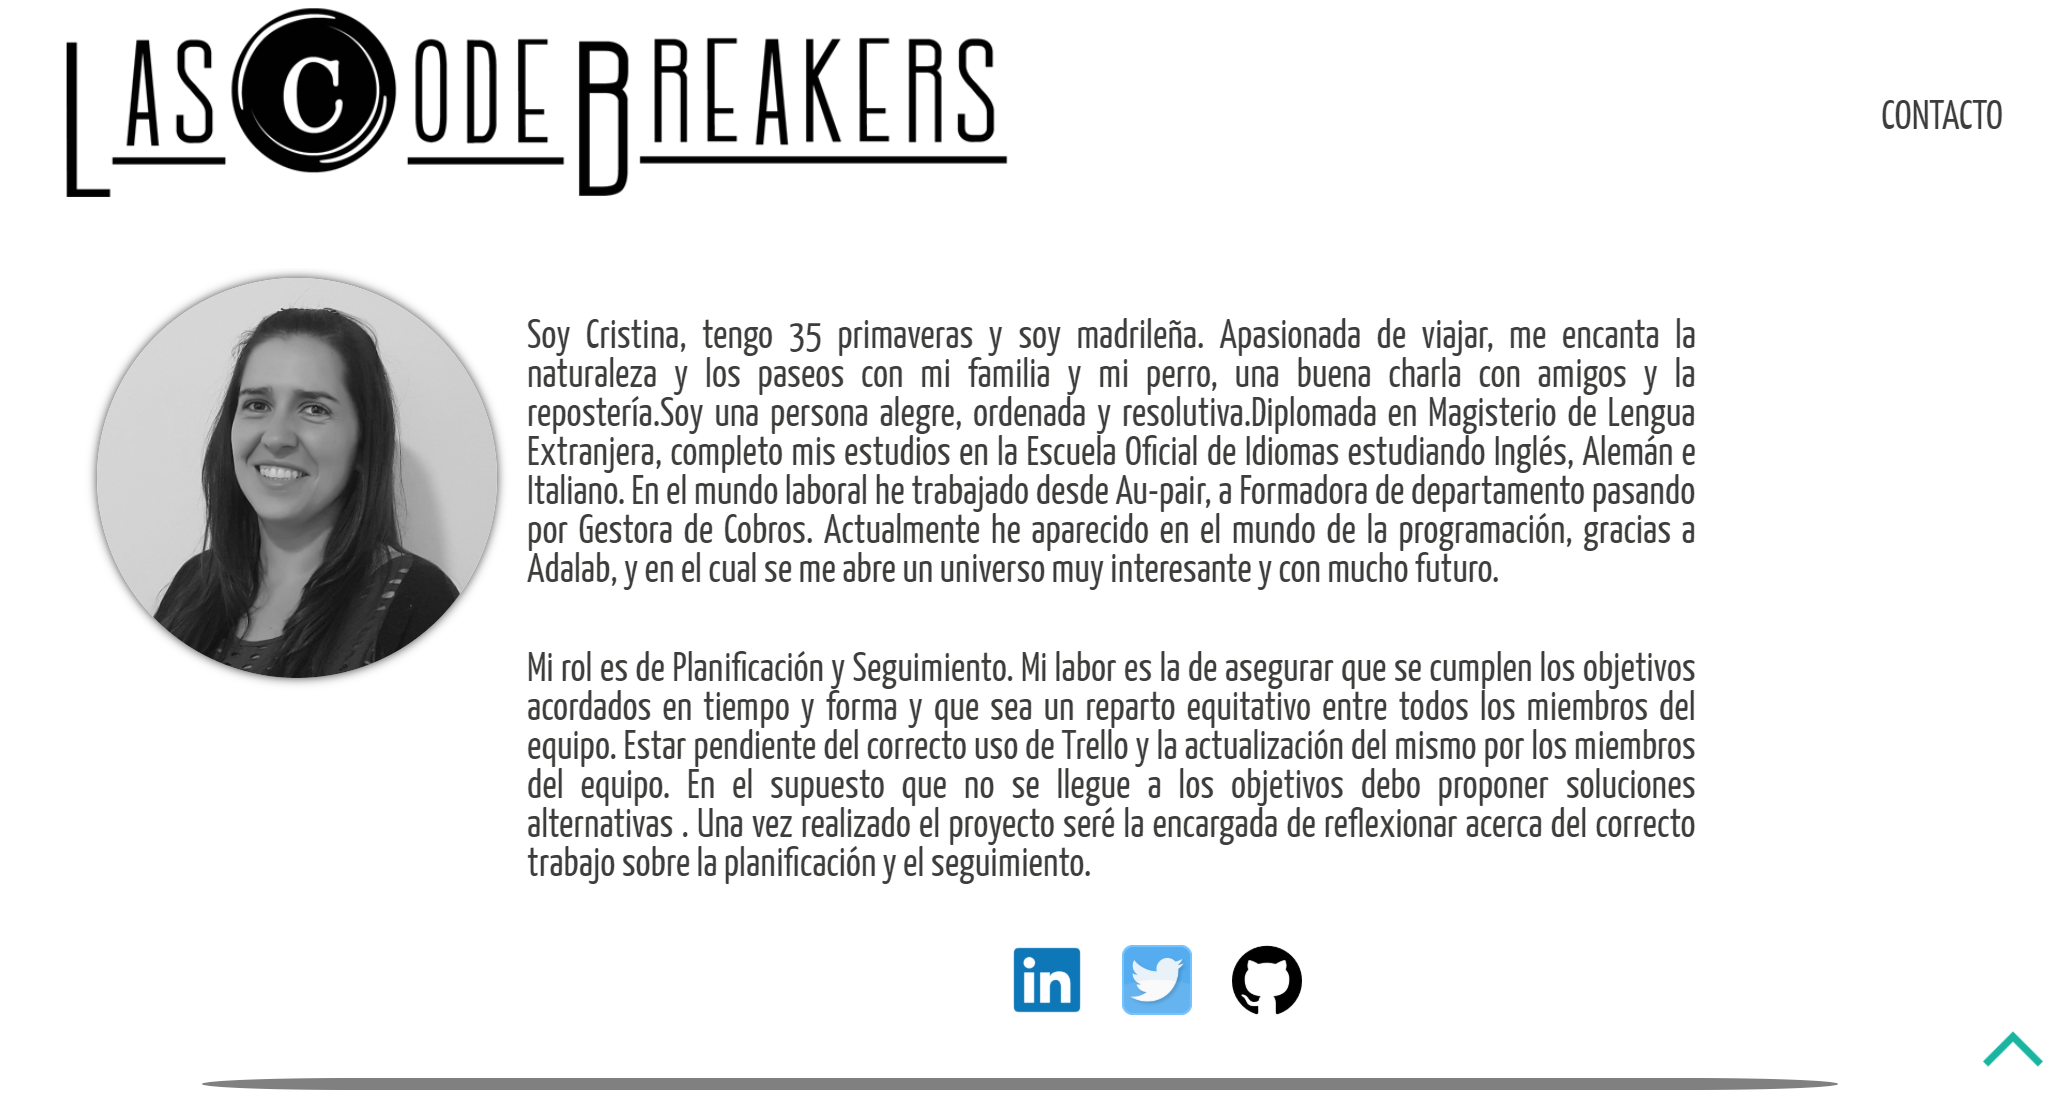 LAS CODE BREAKERS
CONTACTO
Soy Cristina, tengo 35 primaveras y soy madrileña. Apasionada de viajar, me encanta la
naturaleza y los paseos con mi familia y mi perro, una buena charla con amigos y la
repostería.Soy una persona alegre, ordenada y resolutiva.Diplomada en Magisterio de Lengua
Extranjera, completo mis estudios en la Escuela Oficial de Idiomas estudiando Inglés, Alemán e
Italiano. En el mundo laboral he trabajado desde Au-pair, a Formadora de departamento pasando
por Gestora de Cobros. Actualmente he aparecido en el mundo de la programación, gracias a
Adalab, y en el cual se me abre un universo muy interesante y con mucho futuro.
Mi rol es de Planificación y Seguimiento. Mi labor es la de asegurar que se cumplen los objetivos
acordados en tiempo y forma y que sea un reparto equitativo entre todos los miembros del
equipo. Estar pendiente del correcto uso de Trello y la actualización del mismo por los miembros
del equipo. En el supuesto que no se llegue a los objetivos debo proponer soluciones
alternativas . Una vez realizado el proyecto seré la encargada de reflexionar acerca del correcto
trabajo sobre la planificación y el seguimiento.
in